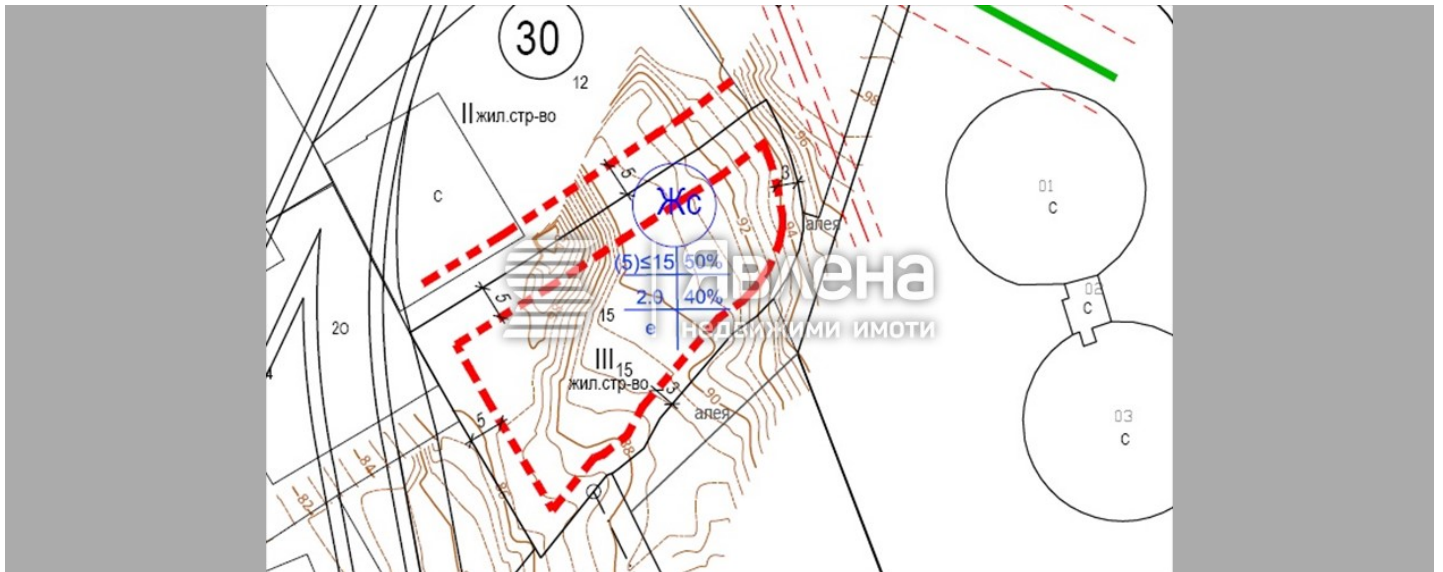 30
12
II жил.стр-во
98
96
5
Жс
3
01
с
с
92
94
алея
(5)≤15 50%
Явлена
02
с
2.0 40%
5
15
недвижими имоти
20
е
4
III 15
жил.стр-во
3
90
алея
03
с
5
88
84
86
82